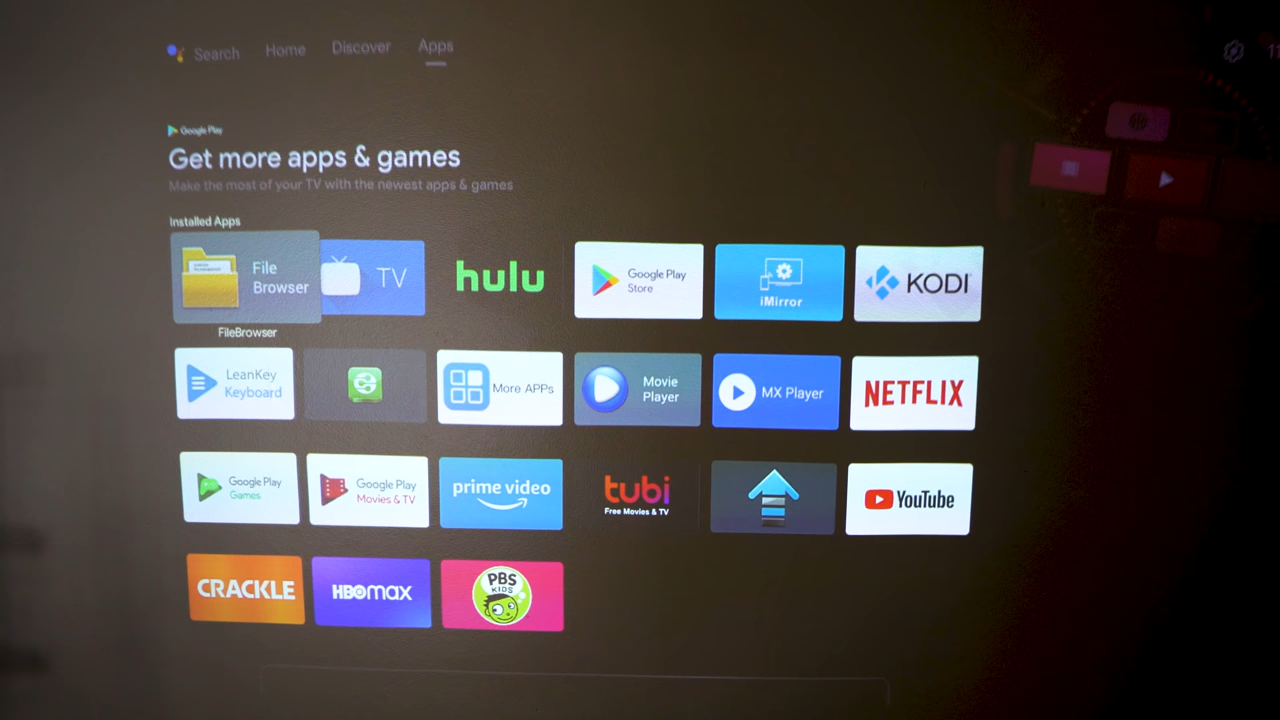 Search Home Discover Apps
Google Play
Get more apps & games
Make the most of your TV with the newest apps & games
Installed Apps
File
Browser
FileBrowser
TV
hulu
Google Play
Store
iMirror
KODI
LeanKey
Keyboard
More APPs
Movie
Player
MX Player
NETFLIX
Google Play
Games
Google Play
Movies & TV
prime video
tubi
Free Movies & TV
YouTube
CRACKLE
HBOMAX
PBS
KIDS